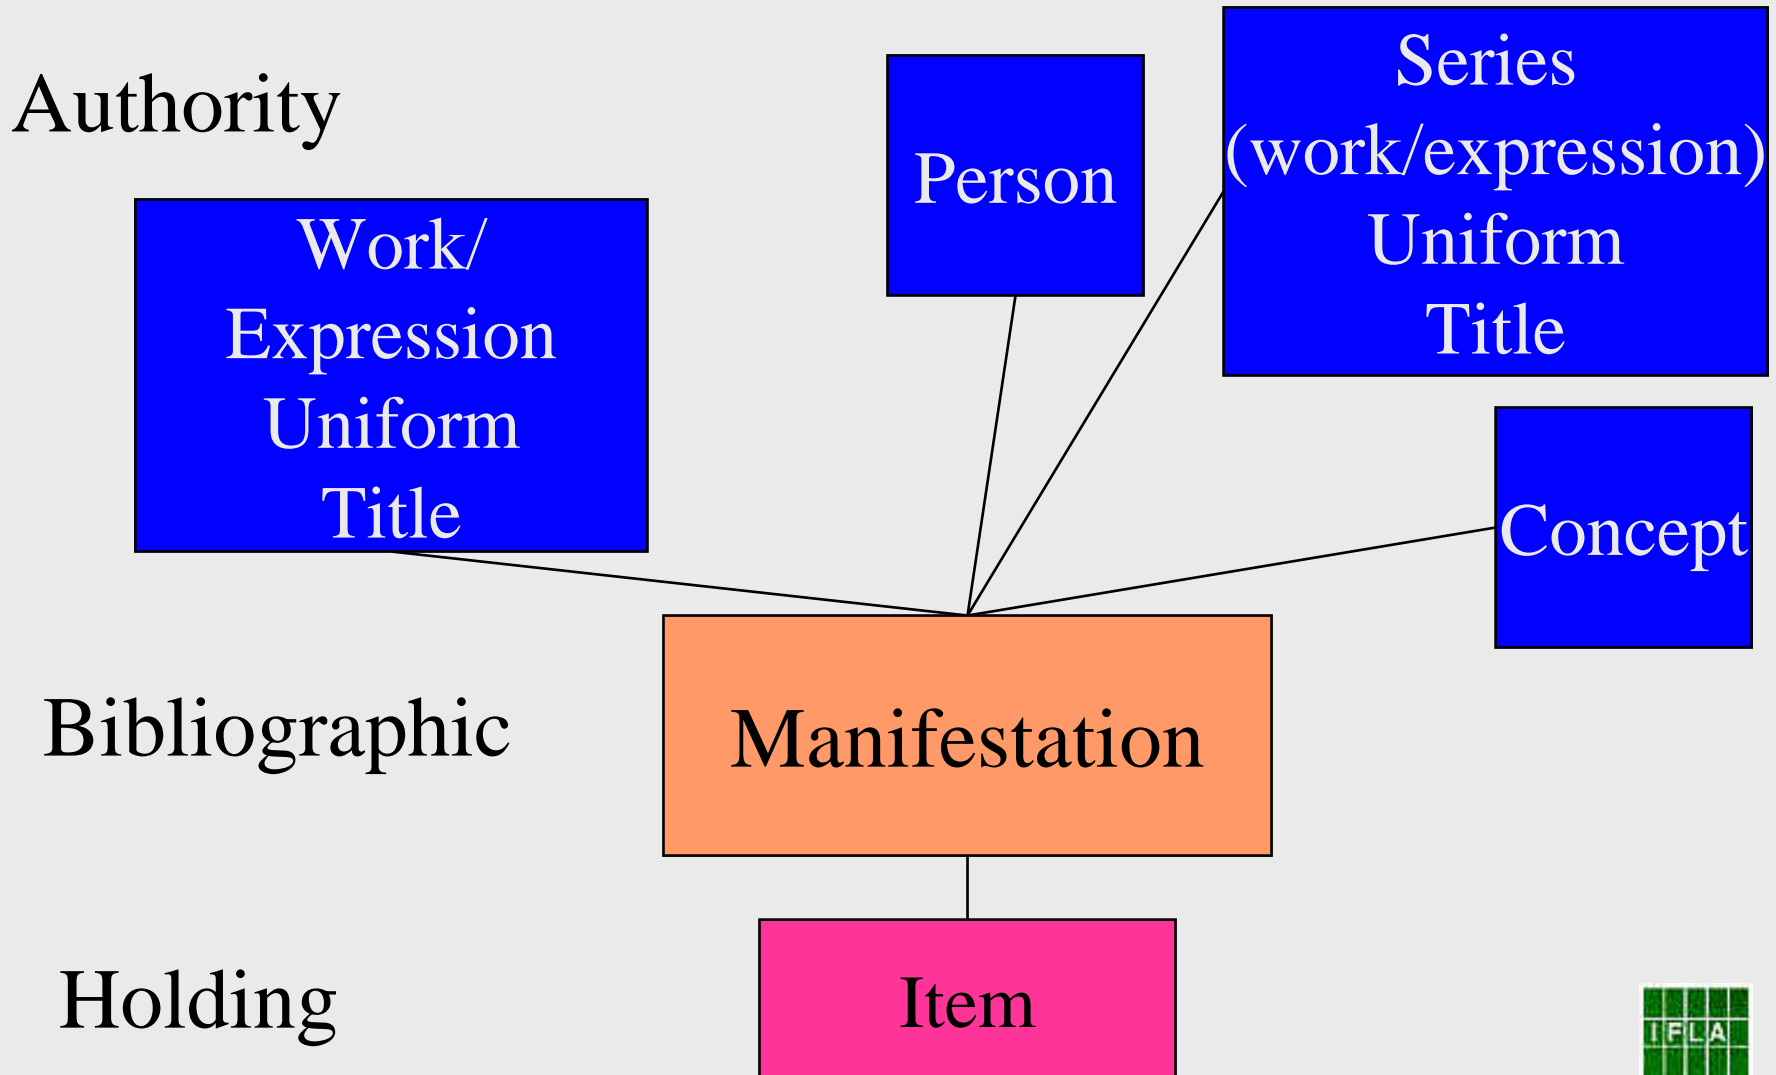 Authority
Work/
Expression
Uniform
Title
Person
Series
(work/expression)
Uniform
Title
Concept
Bibliographic
Manifestation
Holding
Item
IFLA